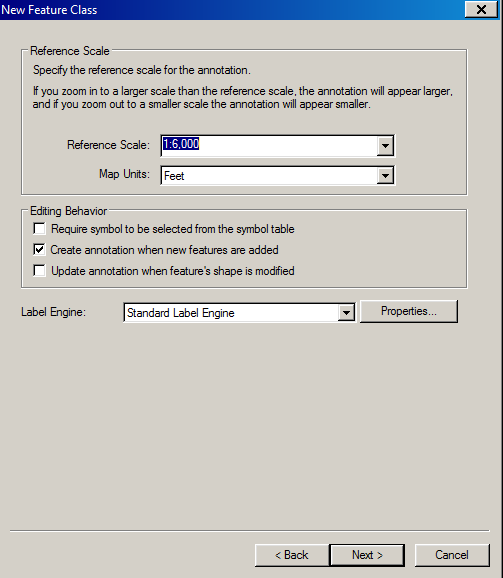 New Feature Class
Reference Scale
Specify the reference scale for the annotation.
If you zoom in to a larger scale than the reference scale, the annotation will appear larger,
and if you zoom out to a smaller scale the annotation will appear smaller.
Reference Scale: 1:6,000
Map Units: Feet
Editing Behavior
Require symbol to be selected from the symbol table
Create annotation when new features are added
Update annotation when feature's shape is modified
Label Engine: Standard Label Engine Properties...
< Back Next > Cancel